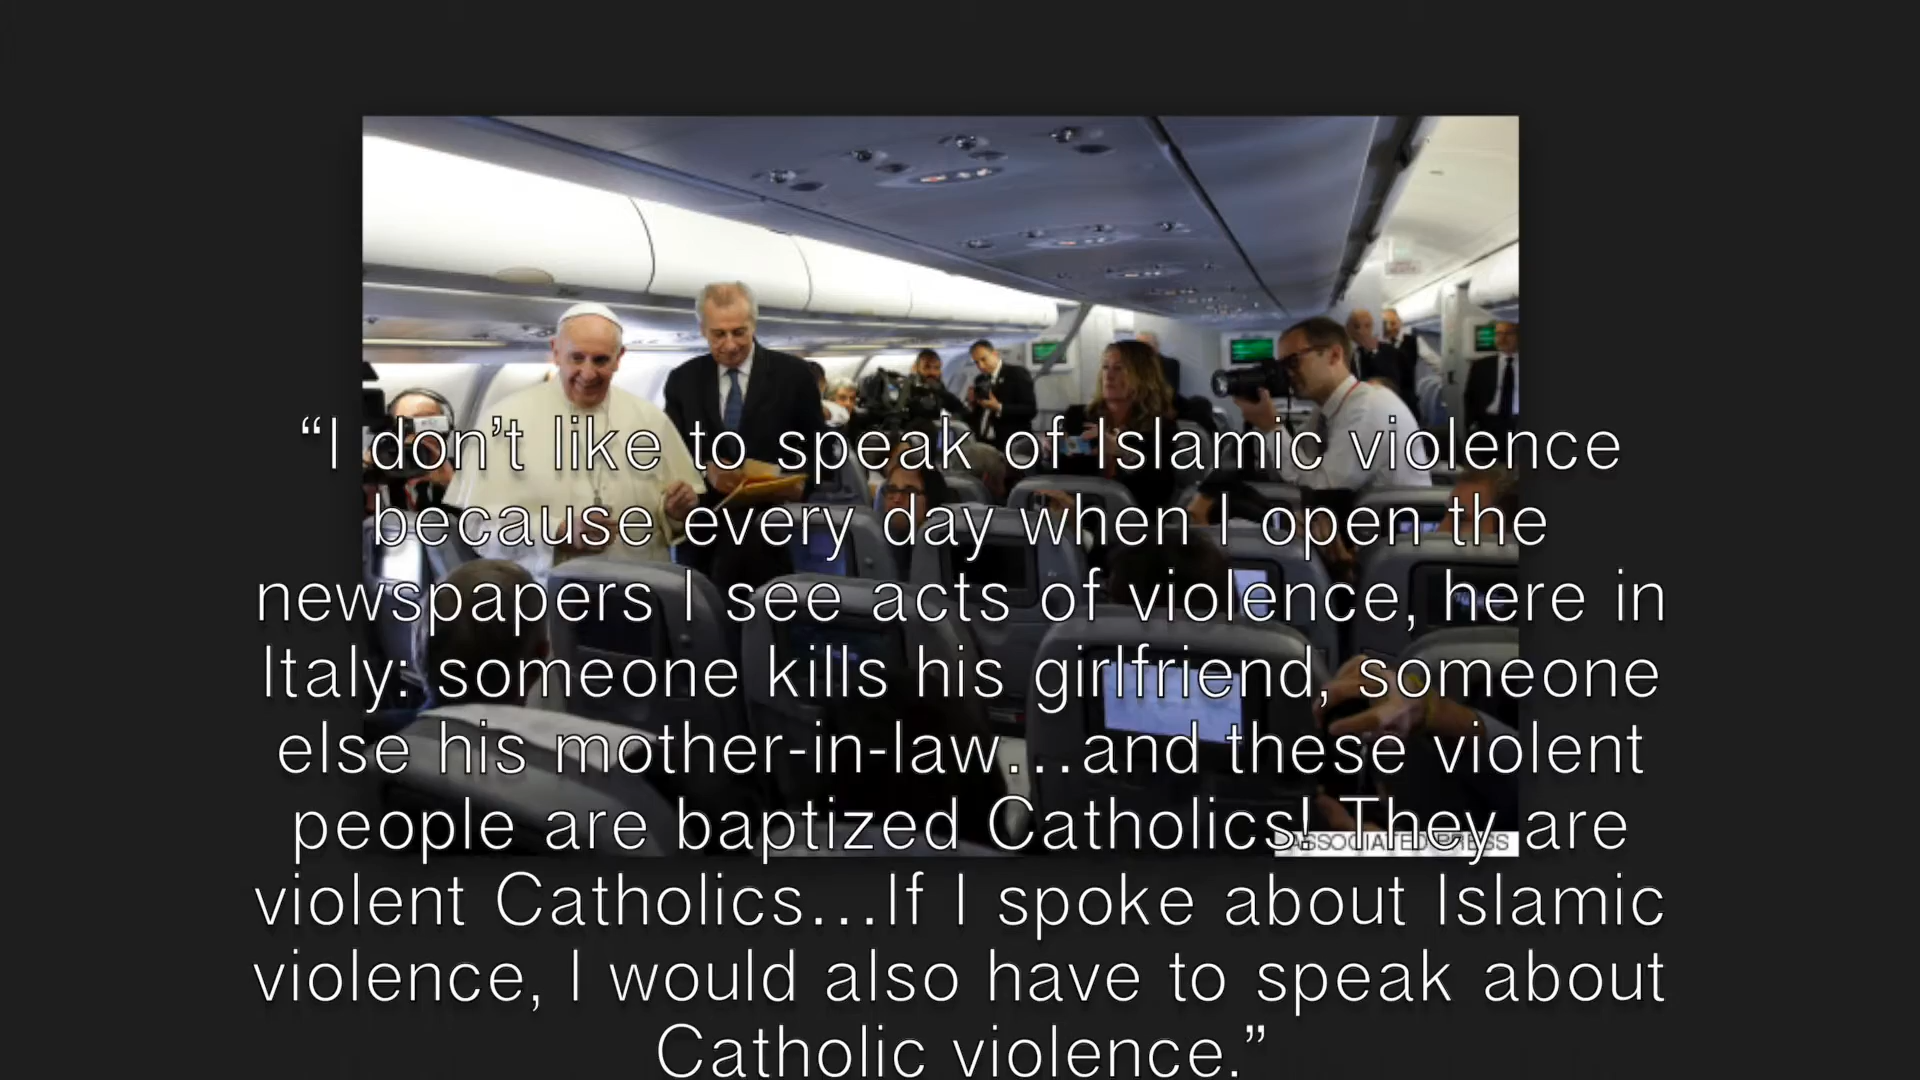 “I don’t like to speak of Islamic violence
because every day when I open the
newspapers I see acts of violence, here in
Italy: someone kills his girlfriend, someone
else his mother-in-law…and these violent
people are baptized Catholics! They are
violent Catholics…If I spoke about Islamic
violence, I would also have to speak about
Catholic violence.”
ASSOCIATED PRESS